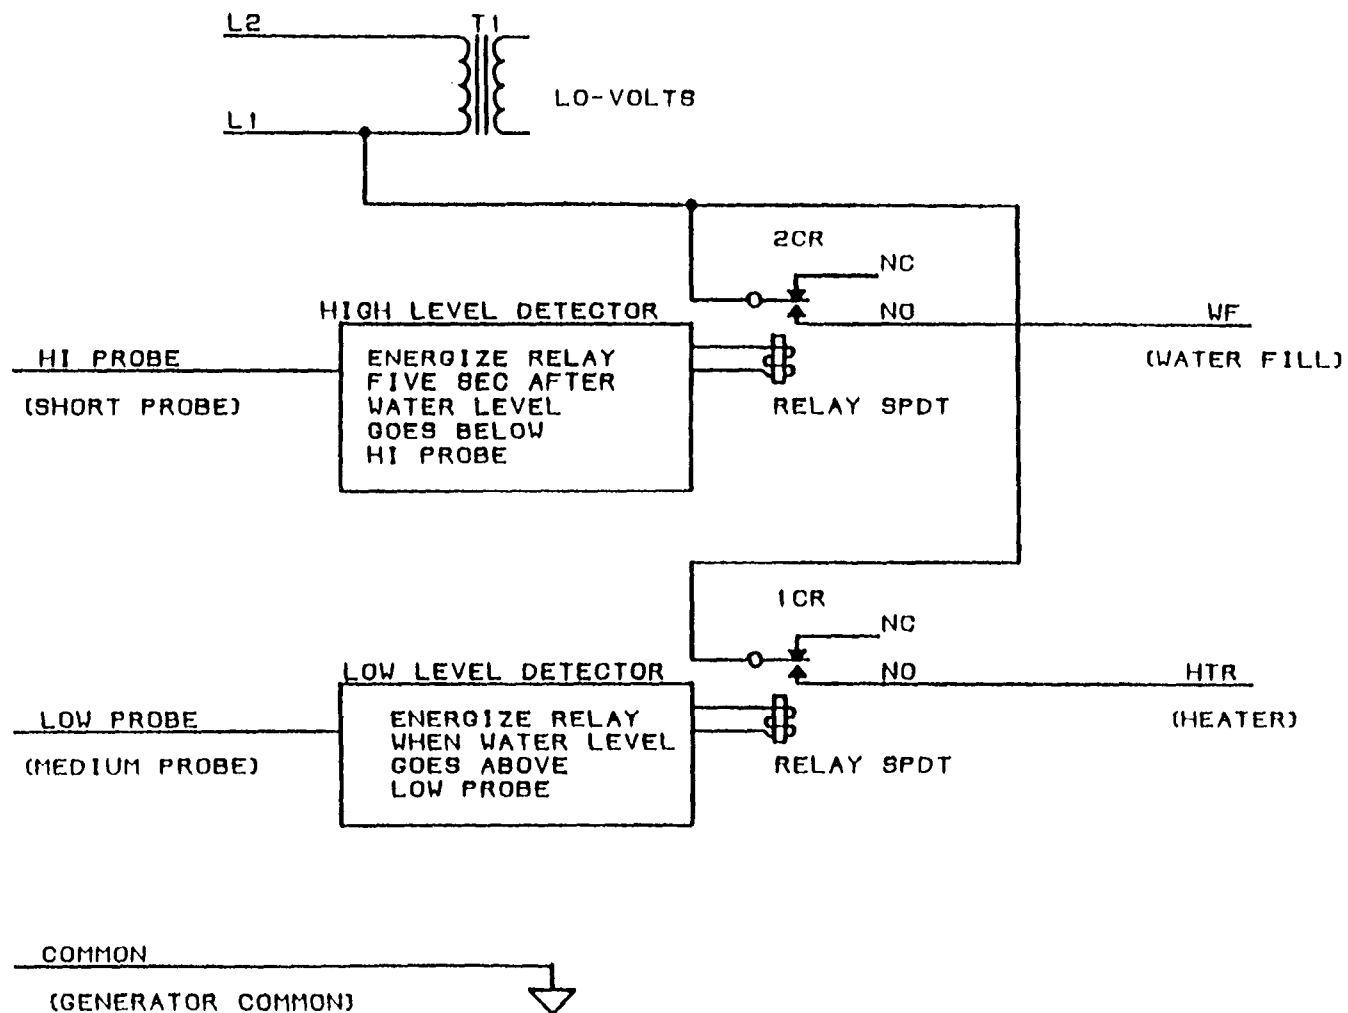 L2
T1
LO-VOLTS
L1
2CR
NC
HIGH LEVEL DETECTOR
NO
WF
HI PROBE
(WATER FILL)
ENERGIZE RELAY
FIVE SEC AFTER
WATER LEVEL
GOES BELOW
HI PROBE
(SHORT PROBE)
RELAY SPDT
1CR
NC
LOW LEVEL DETECTOR
NO
HTR
LOW PROBE
(HEATER)
ENERGIZE RELAY
WHEN WATER LEVEL
GOES ABOVE
LOW PROBE
(MEDIUM PROBE)
RELAY SPDT
COMMON
(GENERATOR COMMON)